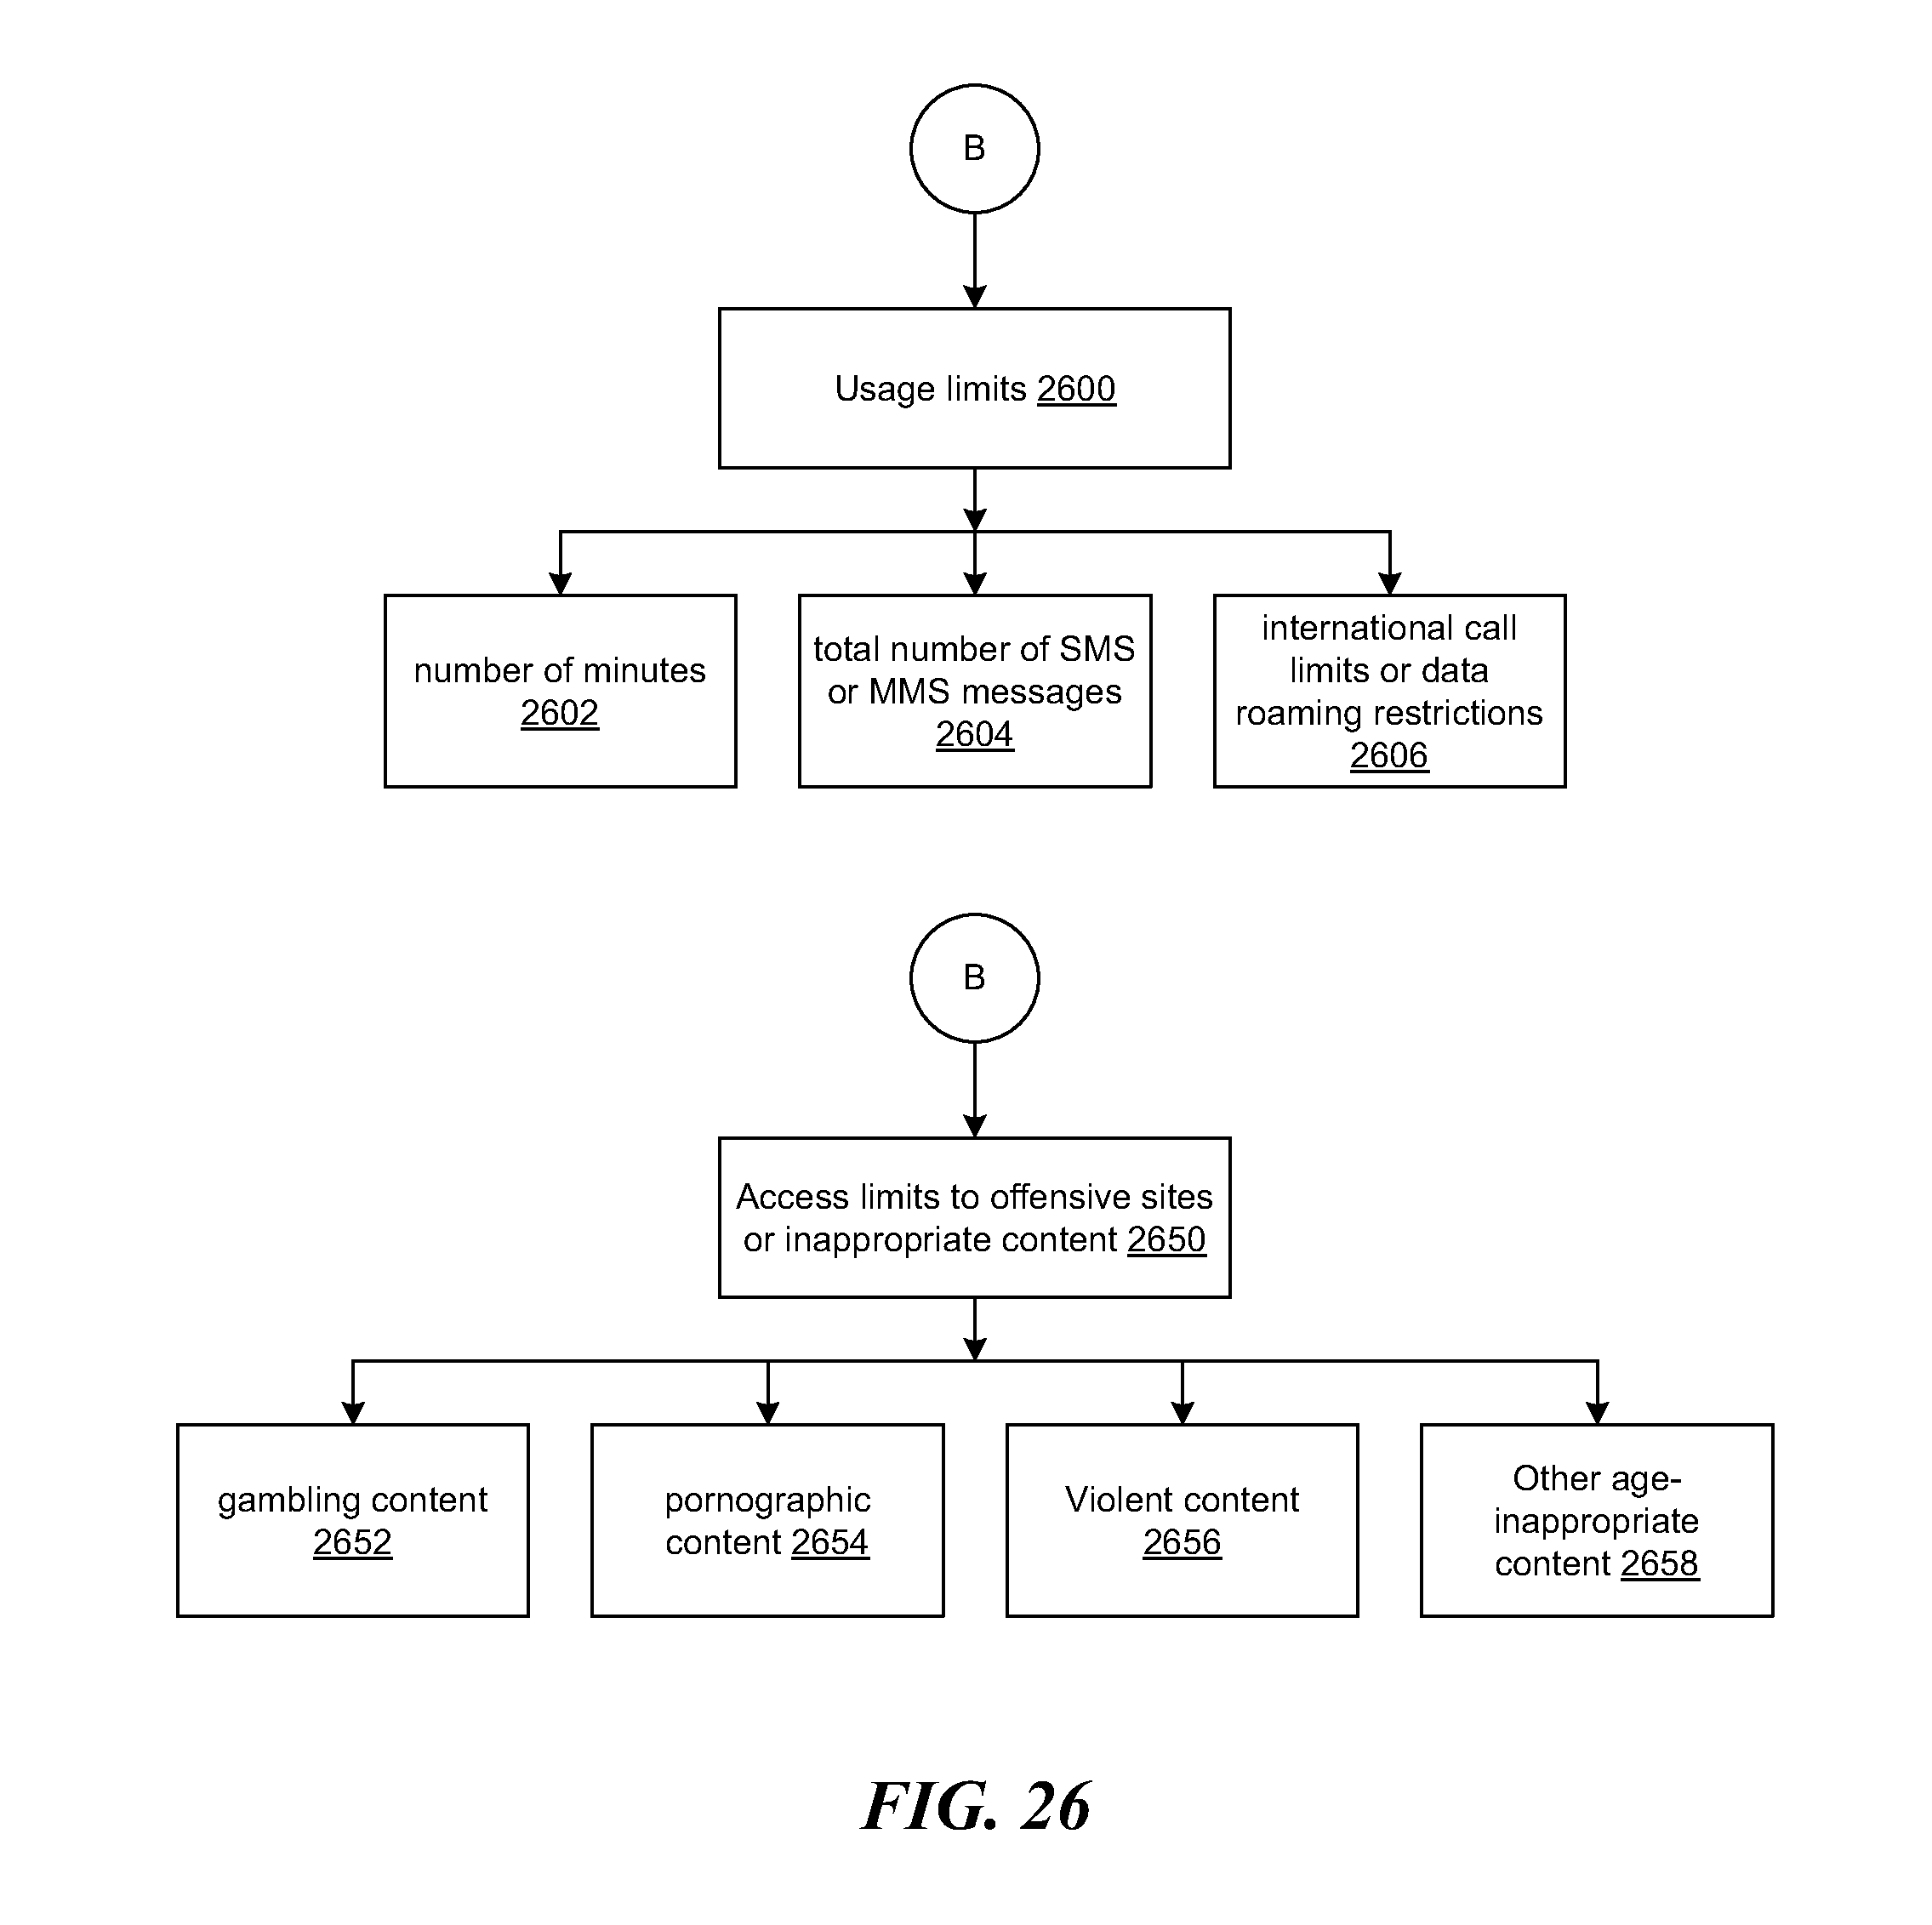 B
Usage limits 2600
number of minutes
2602
total number of SMS
or MMS messages
2604
international call
limits or data
roaming restrictions
2606
B
Access limits to offensive sites
or inappropriate content 2650
gambling content
2652
pornographic
content 2654
Violent content
2656
Other age-
inappropriate
content 2658
FIG. 26